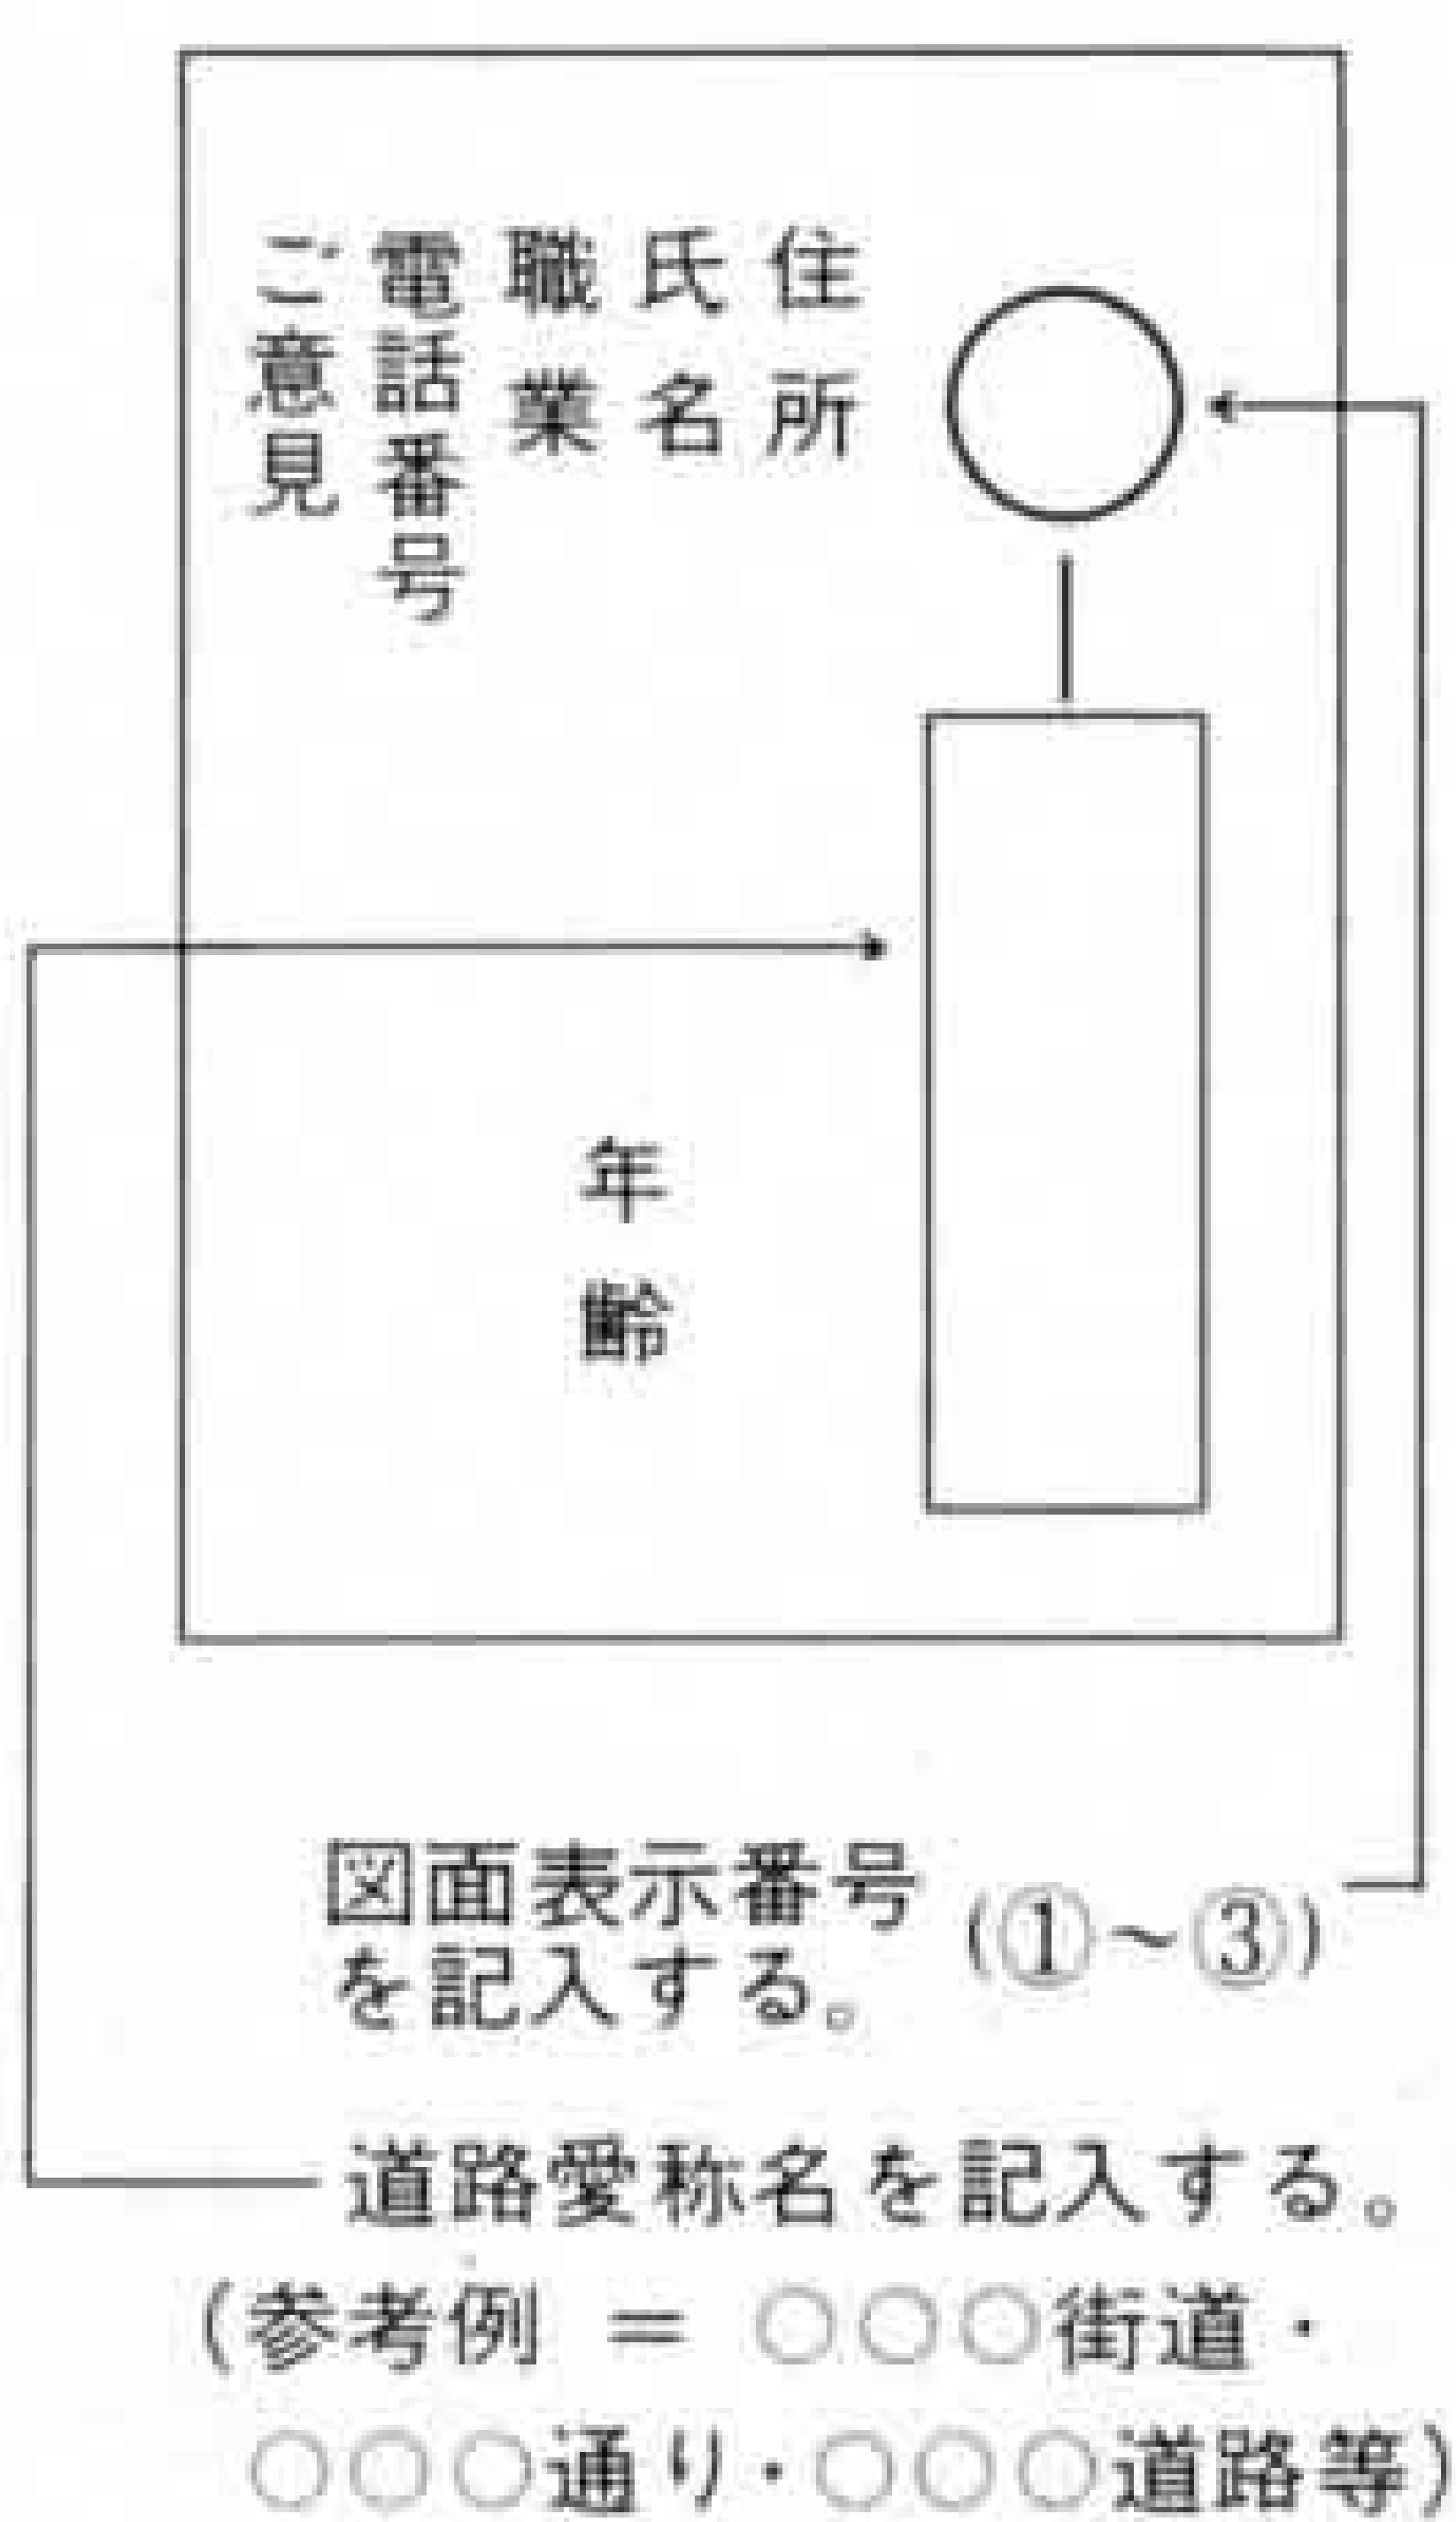 住所
氏名
年齢
職業
電話番号
ご意見
図面表示番号
を記入する。
(①~③)
道路愛称名を記入する。
(参考例 = ○○○街道・
○○○通り・○○○道路等)